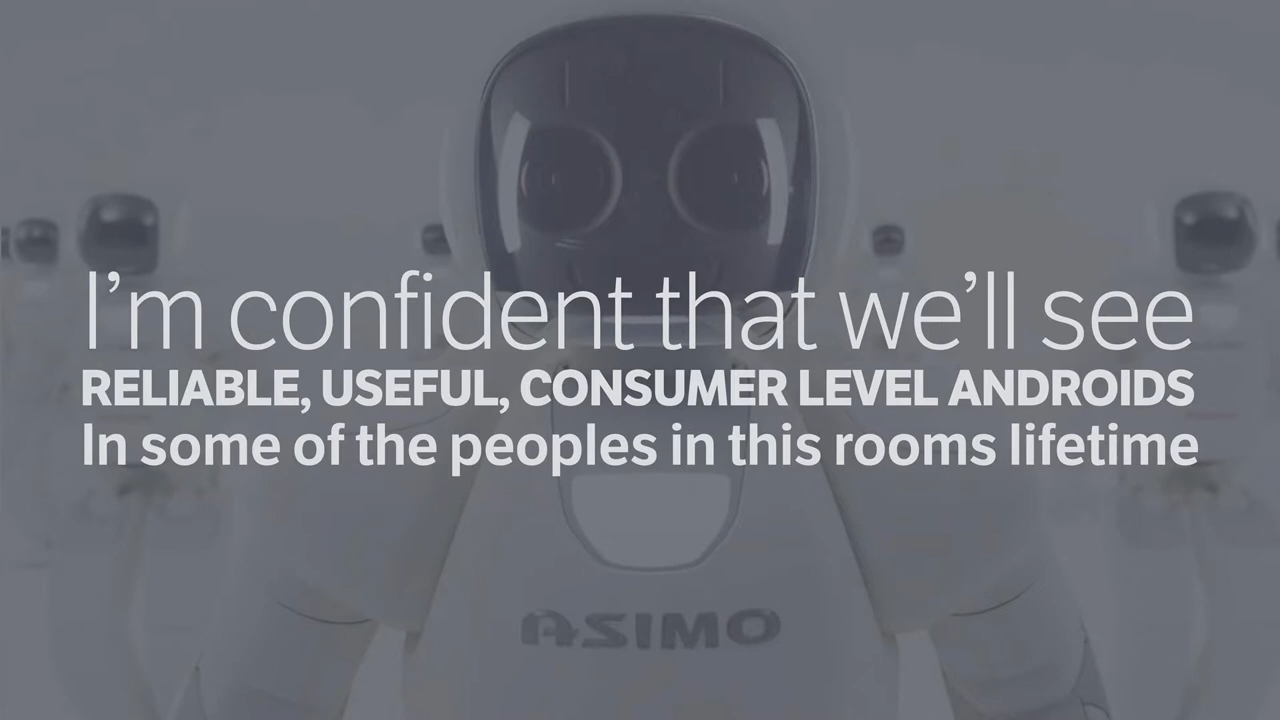 I’m confident that we’ll see
RELIABLE, USEFUL, CONSUMER LEVEL ANDROIDS
In some of the peoples in this rooms lifetime
ASIMO